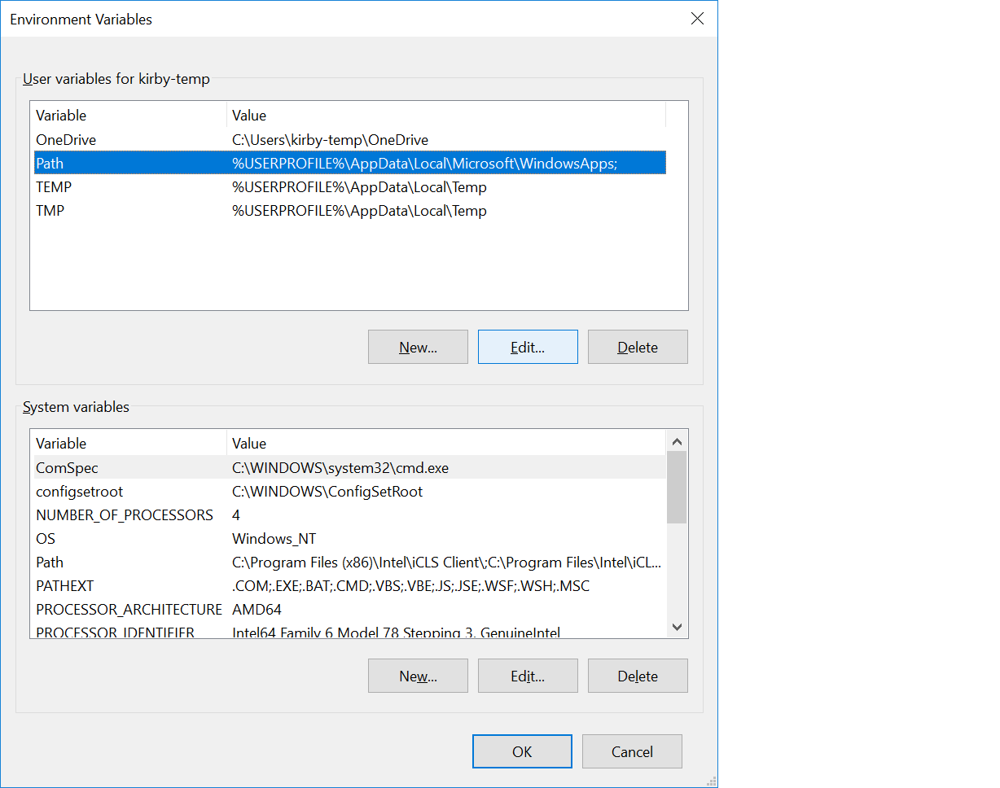 Environment Variables
User variables for kirby-temp
Variable Value
OneDrive C:\Users\kirby-temp\OneDrive
Path %USERPROFILE%\AppData\Local\Microsoft\WindowsApps;
TEMP %USERPROFILE%\AppData\Local\Temp
TMP %USERPROFILE%\AppData\Local\Temp
New... Edit... Delete
System variables
Variable Value
ComSpec C:\WINDOWS\system32\cmd.exe
configsetroot C:\WINDOWS\ConfigSetRoot
NUMBER_OF_PROCESSORS 4
OS Windows_NT
Path C:\Program Files (x86)\Intel\iCLS Client\;C:\Program Files\Intel\iCL...
PATHEXT .COM;.EXE;.BAT;.CMD;.VBS;.VBE;.JS;.JSE;.WSF;.WSH;.MSC
PROCESSOR_ARCHITECTURE AMD64
PROCESSOR_IDENTIFIER Intel64 Family 6 Model 78 Stepping 3, GenuineIntel
New... Edit... Delete
OK Cancel